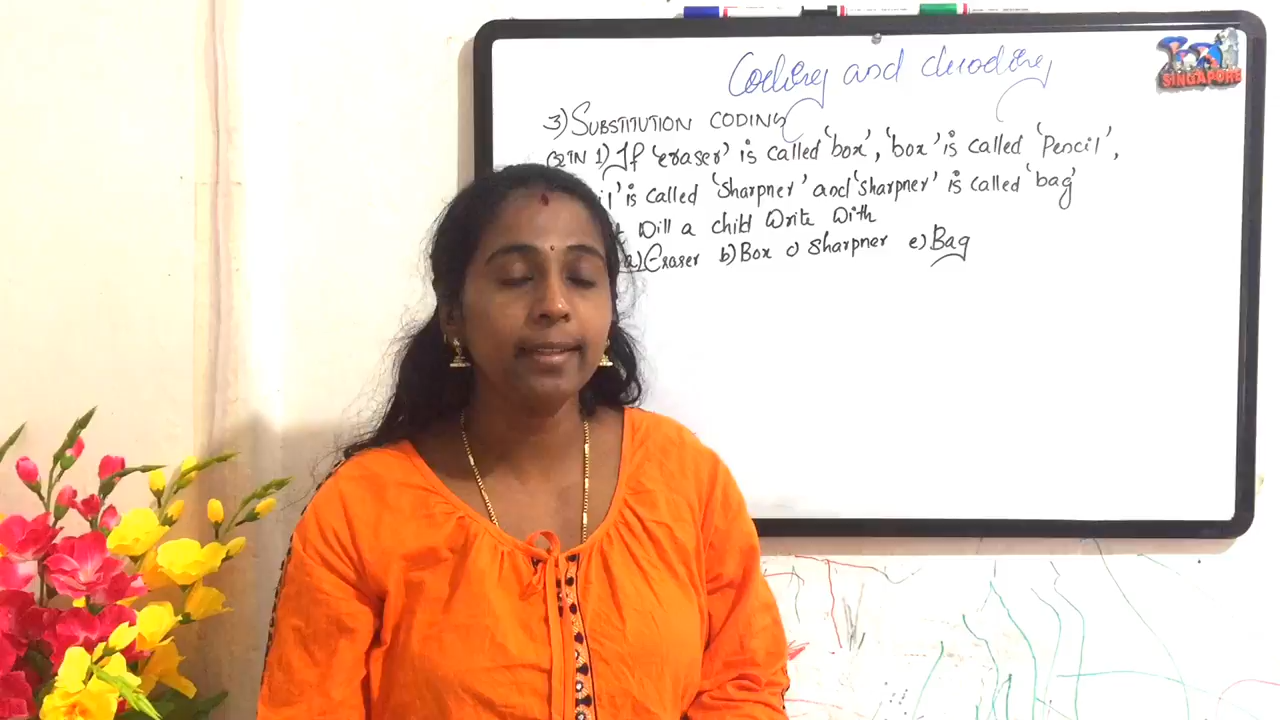 Coding and decoding
SINGAPORE
3) SUBSTITUTION CODING
1) If 'eraser' is called 'box', 'box' is called 'Pencil',
is called 'Sharpner' and 'sharpner' is called 'bag'
Will a child Write With
a) Eraser b) Box c) Sharpner e) Bag